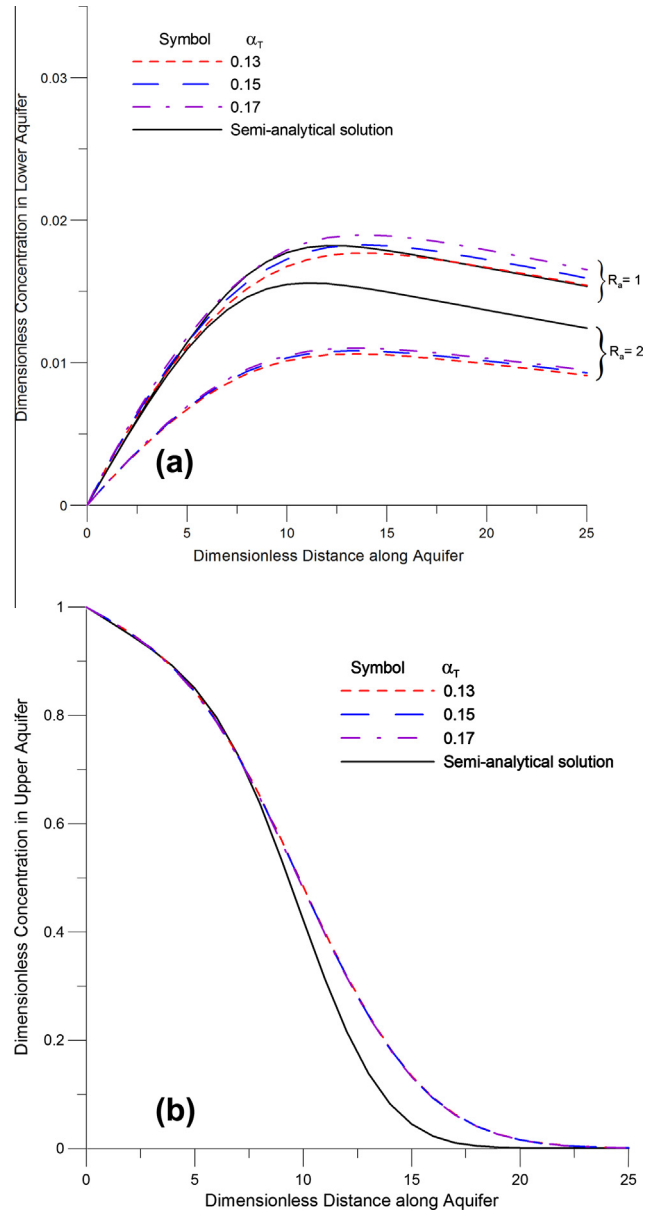 Symbol αT
0.13
0.15
0.17
Semi-analytical solution
Dimensionless Concentration in Lower Aquifer
0.03
0.02
0.01
0
Ra= 1
Ra= 2
(a)
0 5 10 15 20 25
Dimensionless Distance along Aquifer
Symbol αT
0.13
0.15
0.17
Semi-analytical solution
Dimensionless Concentration in Upper Aquifer
1
0.8
0.6
0.4
0.2
0
(b)
0 5 10 15 20 25
Dimensionless Distance along Aquifer